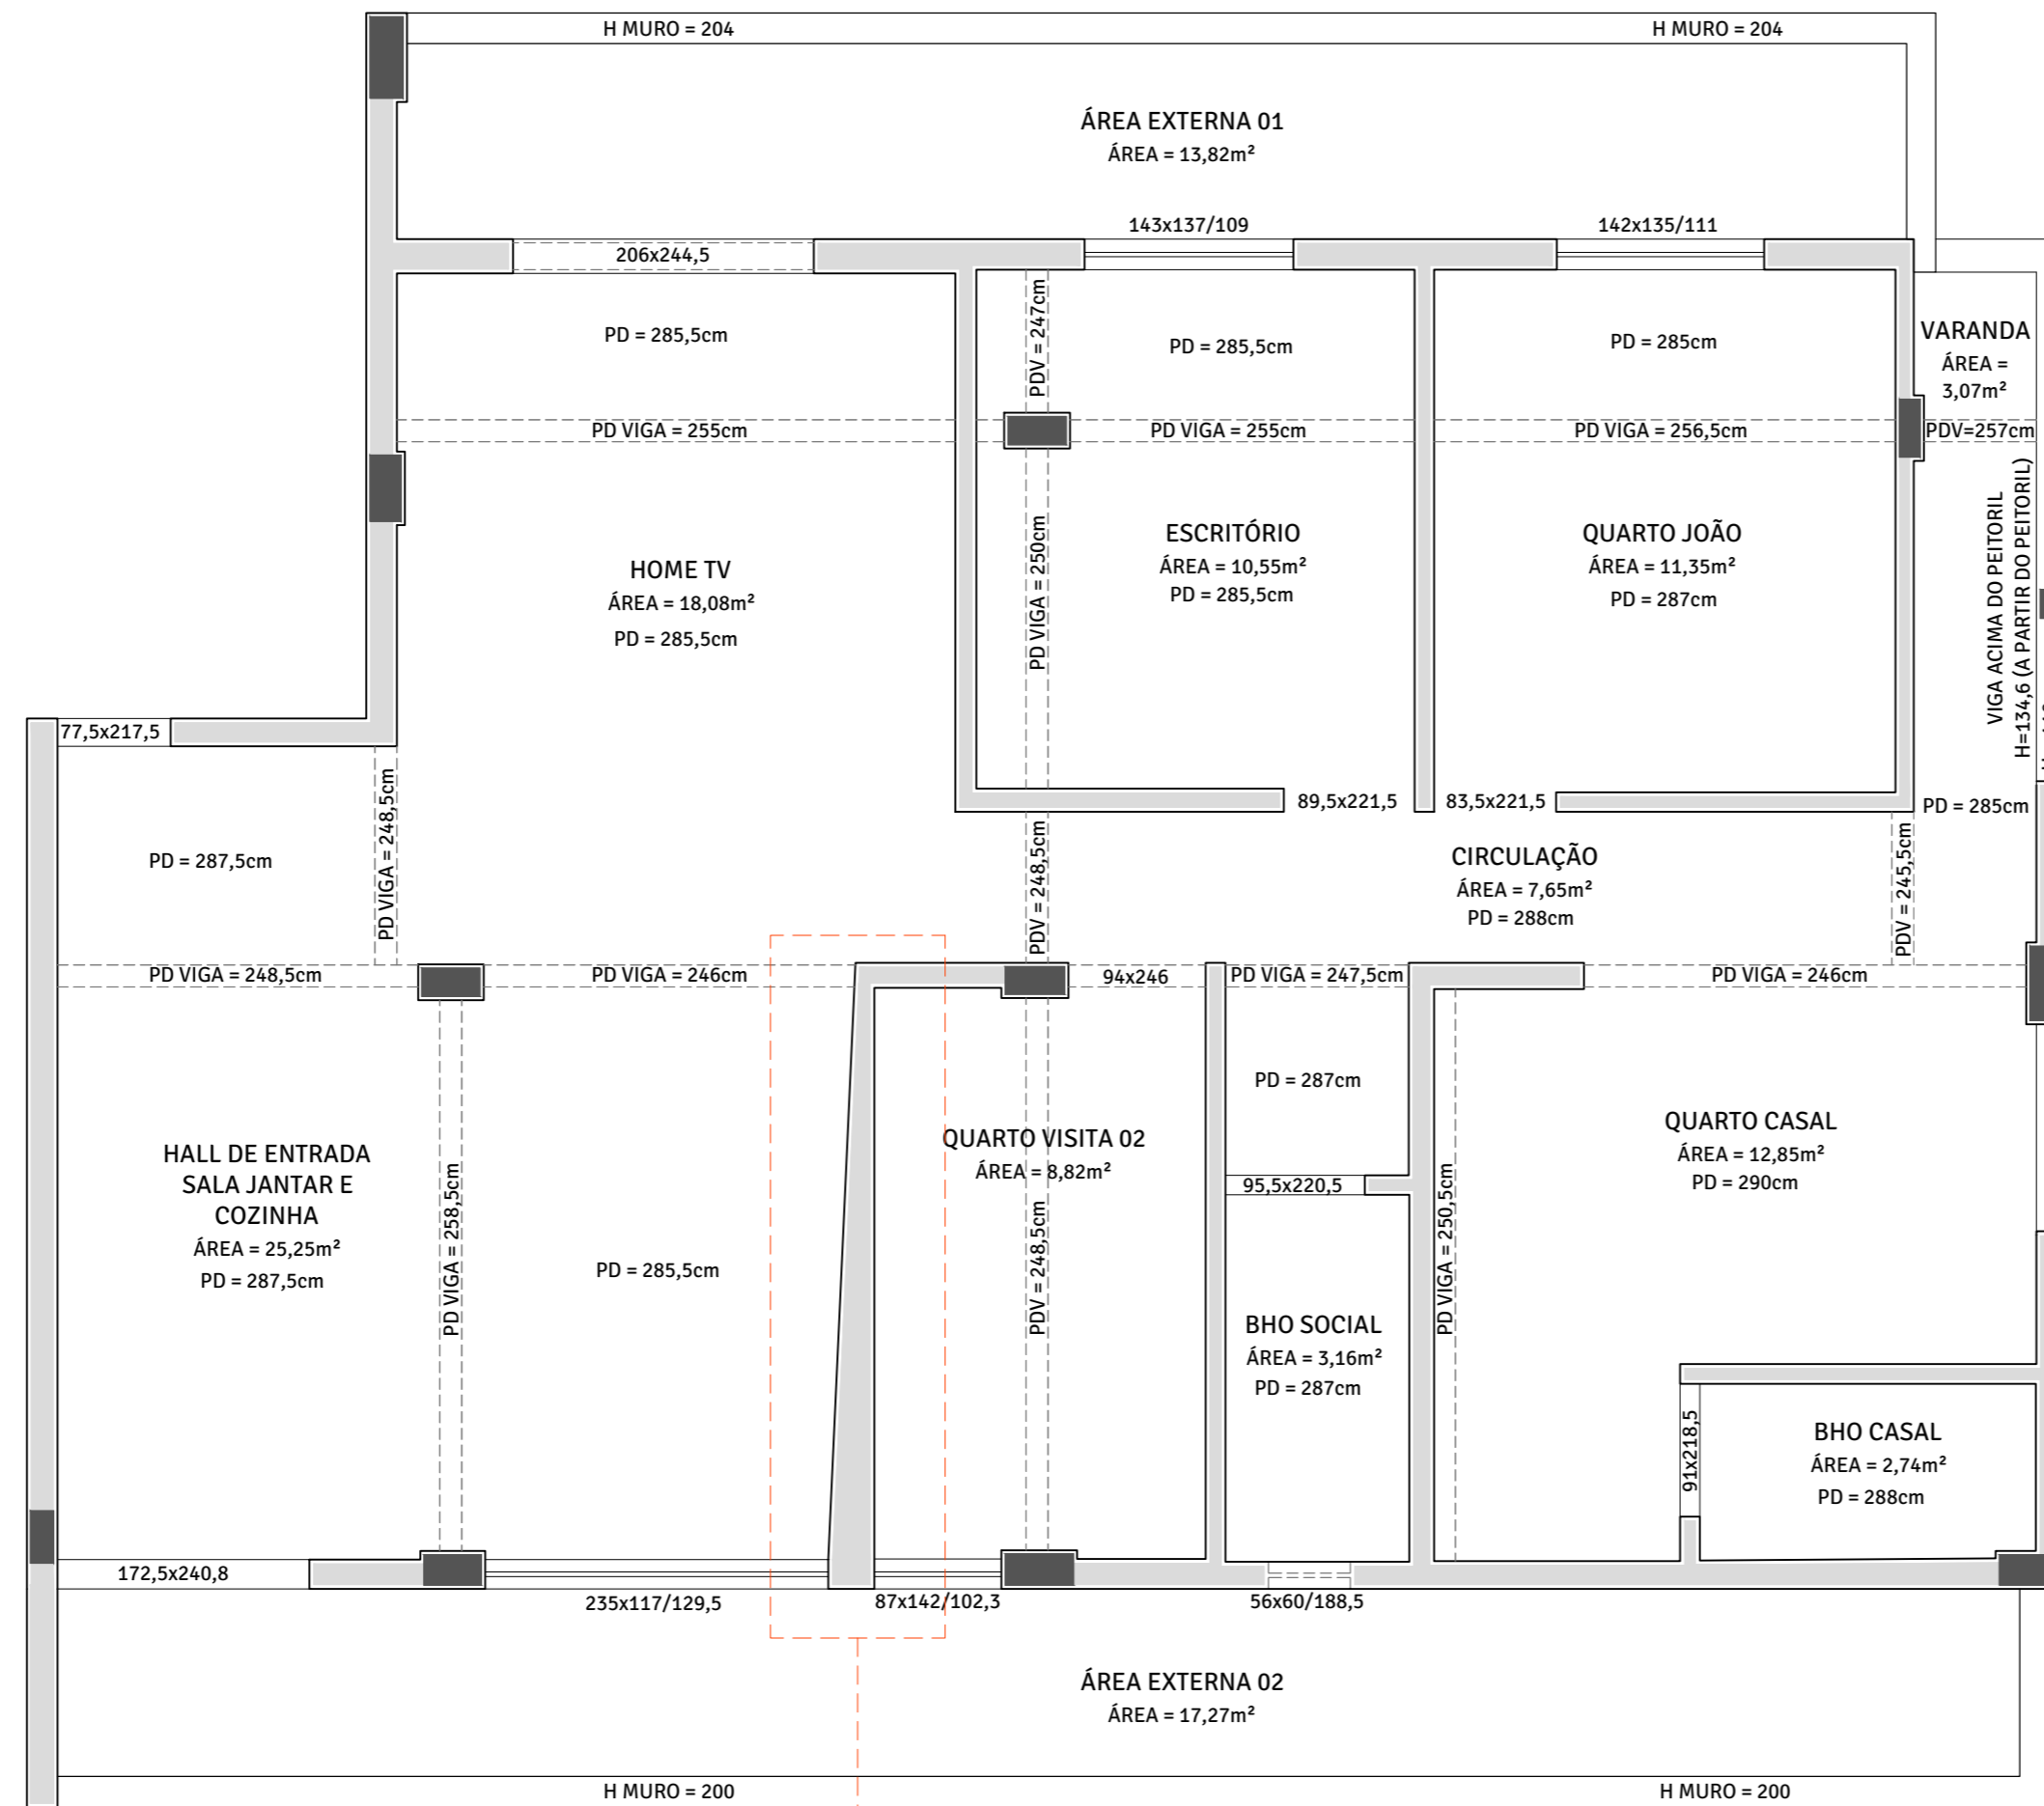 H MURO = 204
H MURO = 204
ÁREA EXTERNA 01
ÁREA = 13,82m²
143x137/109
142x135/111
206x244,5
PD = 285,5cm
PDV = 247cm
PD = 285,5cm
PD = 285cm
VARANDA
ÁREA =
3,07m²
PD VIGA = 255cm
PD VIGA = 255cm
PD VIGA = 256,5cm
PDV=257cm
VIGA ACIMA DO PEITORIL
H=134,6 (A PARTIR DO PEITORIL)
HOME TV
ÁREA = 18,08m²
PD = 285,5cm
PD VIGA = 250cm
ESCRITÓRIO
ÁREA = 10,55m²
PD = 285,5cm
QUARTO JOÃO
ÁREA = 11,35m²
PD = 287cm
77,5x217,5
PD VIGA = 248,5cm
PD = 287,5cm
89,5x221,5
83,5x221,5
PD = 285cm
PDV = 248,5cm
CIRCULAÇÃO
ÁREA = 7,65m²
PD = 288cm
PDV = 245,5cm
PD VIGA = 248,5cm
PD VIGA = 246cm
94x246
PD VIGA = 247,5cm
PD VIGA = 246cm
PD = 287cm
HALL DE ENTRADA
SALA JANTAR E
COZINHA
ÁREA = 25,25m²
PD = 287,5cm
PD VIGA = 258,5cm
PD = 285,5cm
QUARTO VISITA 02
ÁREA = 8,82m²
PDV = 248,5cm
95,5x220,5
BHO SOCIAL
ÁREA = 3,16m²
PD = 287cm
PD VIGA = 250,5cm
QUARTO CASAL
ÁREA = 12,85m²
PD = 290cm
91x218,5
BHO CASAL
ÁREA = 2,74m²
PD = 288cm
172,5x240,8
235x117/129,5
87x142/102,3
56x60/188,5
ÁREA EXTERNA 02
ÁREA = 17,27m²
H MURO = 200
H MURO = 200